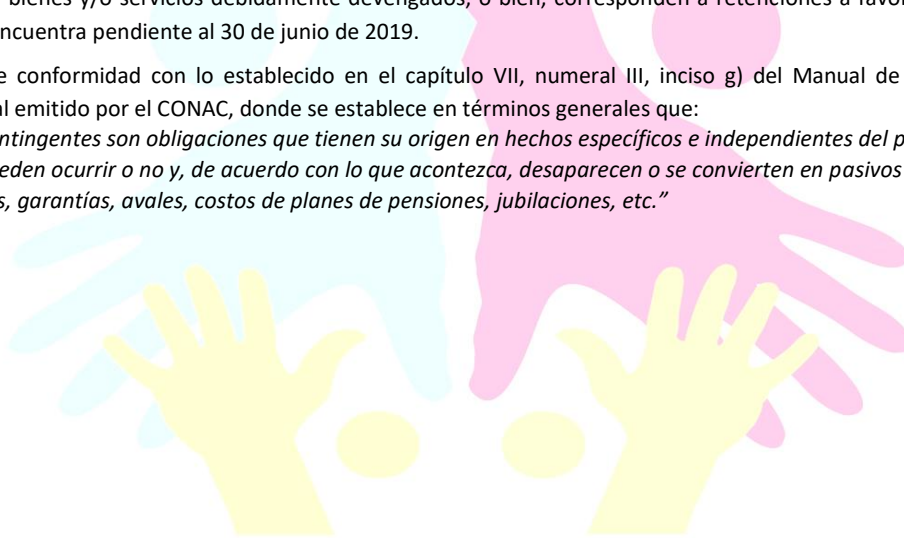 bienes y/o servicios debidamente devengados, o bien, corresponden a retenciones a
ncuentra pendiente al 30 de junio de 2019.
e conformidad con lo establecido en el capítulo VII, numeral III, inciso g) del Manual de
al emitido por el CONAC, donde se establece en términos generales que:
ntingentes son obligaciones que tienen su origen en hechos específicos e independientes del
eden ocurrir o no y, de acuerdo con lo que acontezca, desaparecen o se convierten en pasivos
s, garantías, avales, costos de planes de pensiones, jubilaciones, etc.”